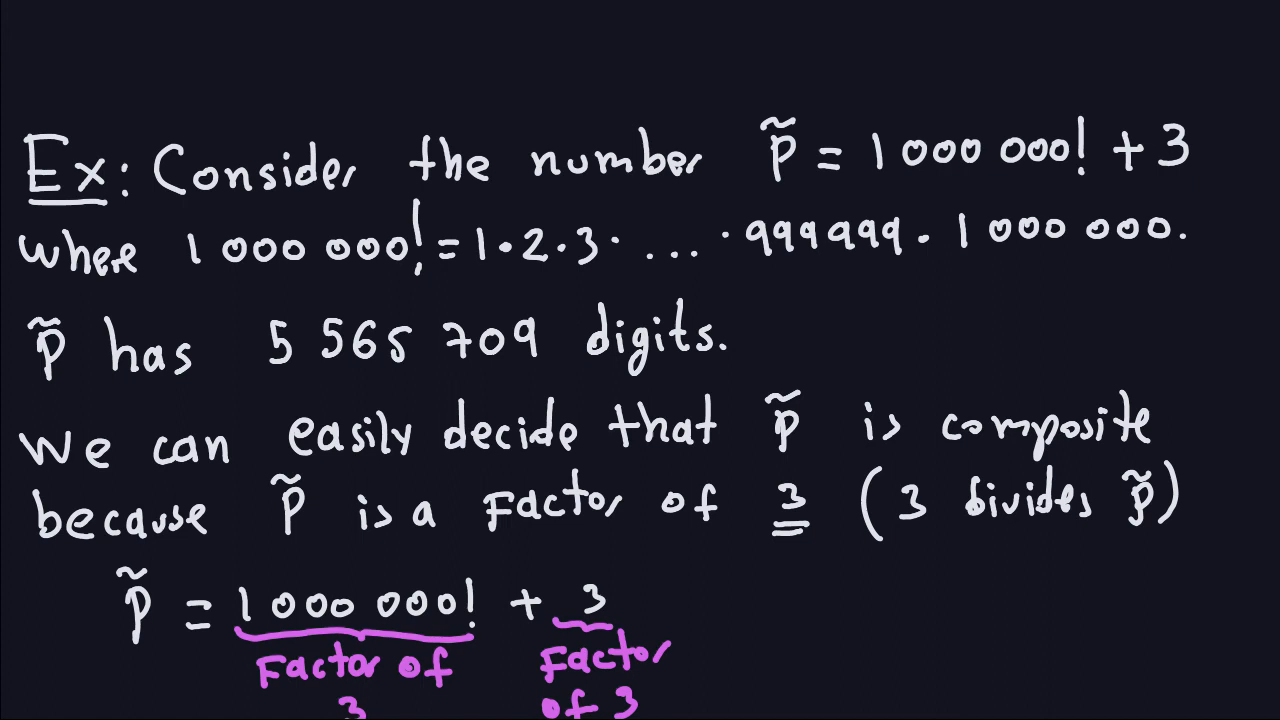 Ex: Consider the number p̃ = 1 000 000! + 3
where 1 000 000! = 1 · 2 · 3 · ... · 999999 · 1 000 000.
p̃ has 5 565 709 digits.
We can easily decide that p̃ is composite
because p̃ is a factor of 3 (3 divides p̃)
p̃ = 1 000 000! + 3
Factor of Factor
3 of 3